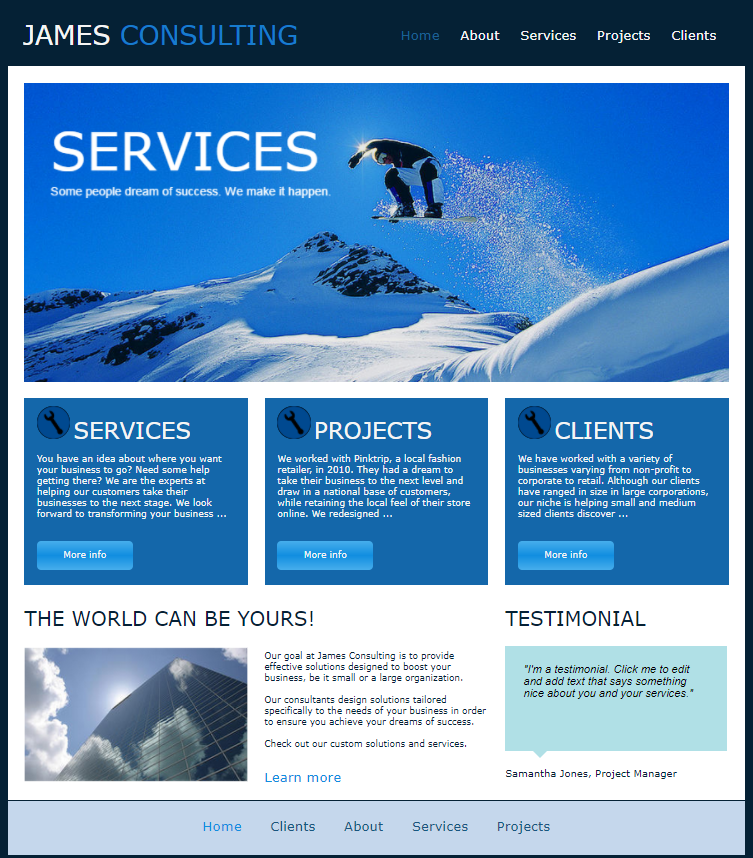 JAMES CONSULTING
Home About Services Projects Clients
SERVICES
Some people dream of success. We make it happen.
SERVICES
You have an idea about where you want
your business to go? Need some help
getting there? We are the experts at
helping our customers take their
businesses to the next stage. We look
forward to transforming your business ...
More info
PROJECTS
We worked with Pinktrip, a local fashion
retailer, in 2010. They had a dream to
take their business to the next level and
draw in a national base of customers,
while retaining the local feel of their store
online. We redesigned ...
More info
CLIENTS
We have worked with a variety of
businesses varying from non-profit to
corporate to retail. Although our clients
have ranged in size in large corporations,
our niche is helping small and medium
sized clients discover ...
More info
THE WORLD CAN BE YOURS!
Our goal at James Consulting is to provide
effective solutions designed to boost your
business, be it small or a large organization.
Our consultants design solutions tailored
specifically to the needs of your business in order
to ensure you achieve your dreams of success.
Check out our custom solutions and services.
Learn more
TESTIMONIAL
"I'm a testimonial. Click me to edit
and add text that says something
nice about you and your services."
Samantha Jones, Project Manager
Home Clients About Services Projects